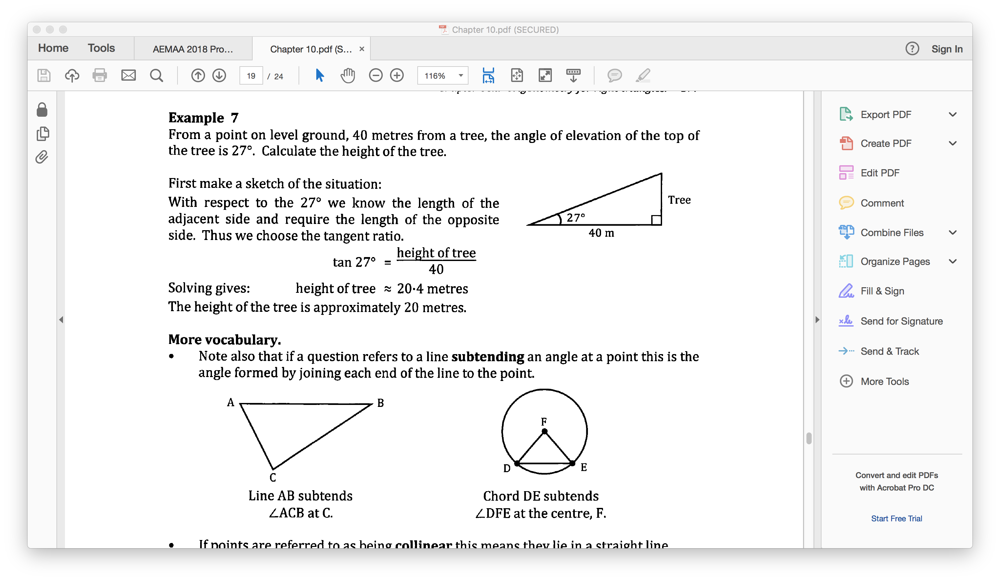 Chapter 10.pdf (SECURED)
Home Tools AEMAA 2018 Pro... Chapter 10.pdf (S... × ? Sign In
19 / 24 116%
Example 7
From a point on level ground, 40 metres from a tree, the angle of elevation of the top of
the tree is 27°. Calculate the height of the tree.
First make a sketch of the situation:
With respect to the 27° we know the length of the
adjacent side and require the length of the opposite
side. Thus we choose the tangent ratio.
Tree
27°
40 m
tan 27° = height of tree
40
Solving gives: height of tree ≈ 20·4 metres
The height of the tree is approximately 20 metres.
More vocabulary.
• Note also that if a question refers to a line subtending an angle at a point this is the
angle formed by joining each end of the line to the point.
A B
C
F
D E
Line AB subtends
∠ACB at C.
Chord DE subtends
∠DFE at the centre, F.
• If points are referred to as being collinear this means they lie in a straight line
Export PDF
Create PDF
Edit PDF
Comment
Combine Files
Organize Pages
Fill & Sign
Send for Signature
Send & Track
More Tools
Convert and edit PDFs
with Acrobat Pro DC
Start Free Trial